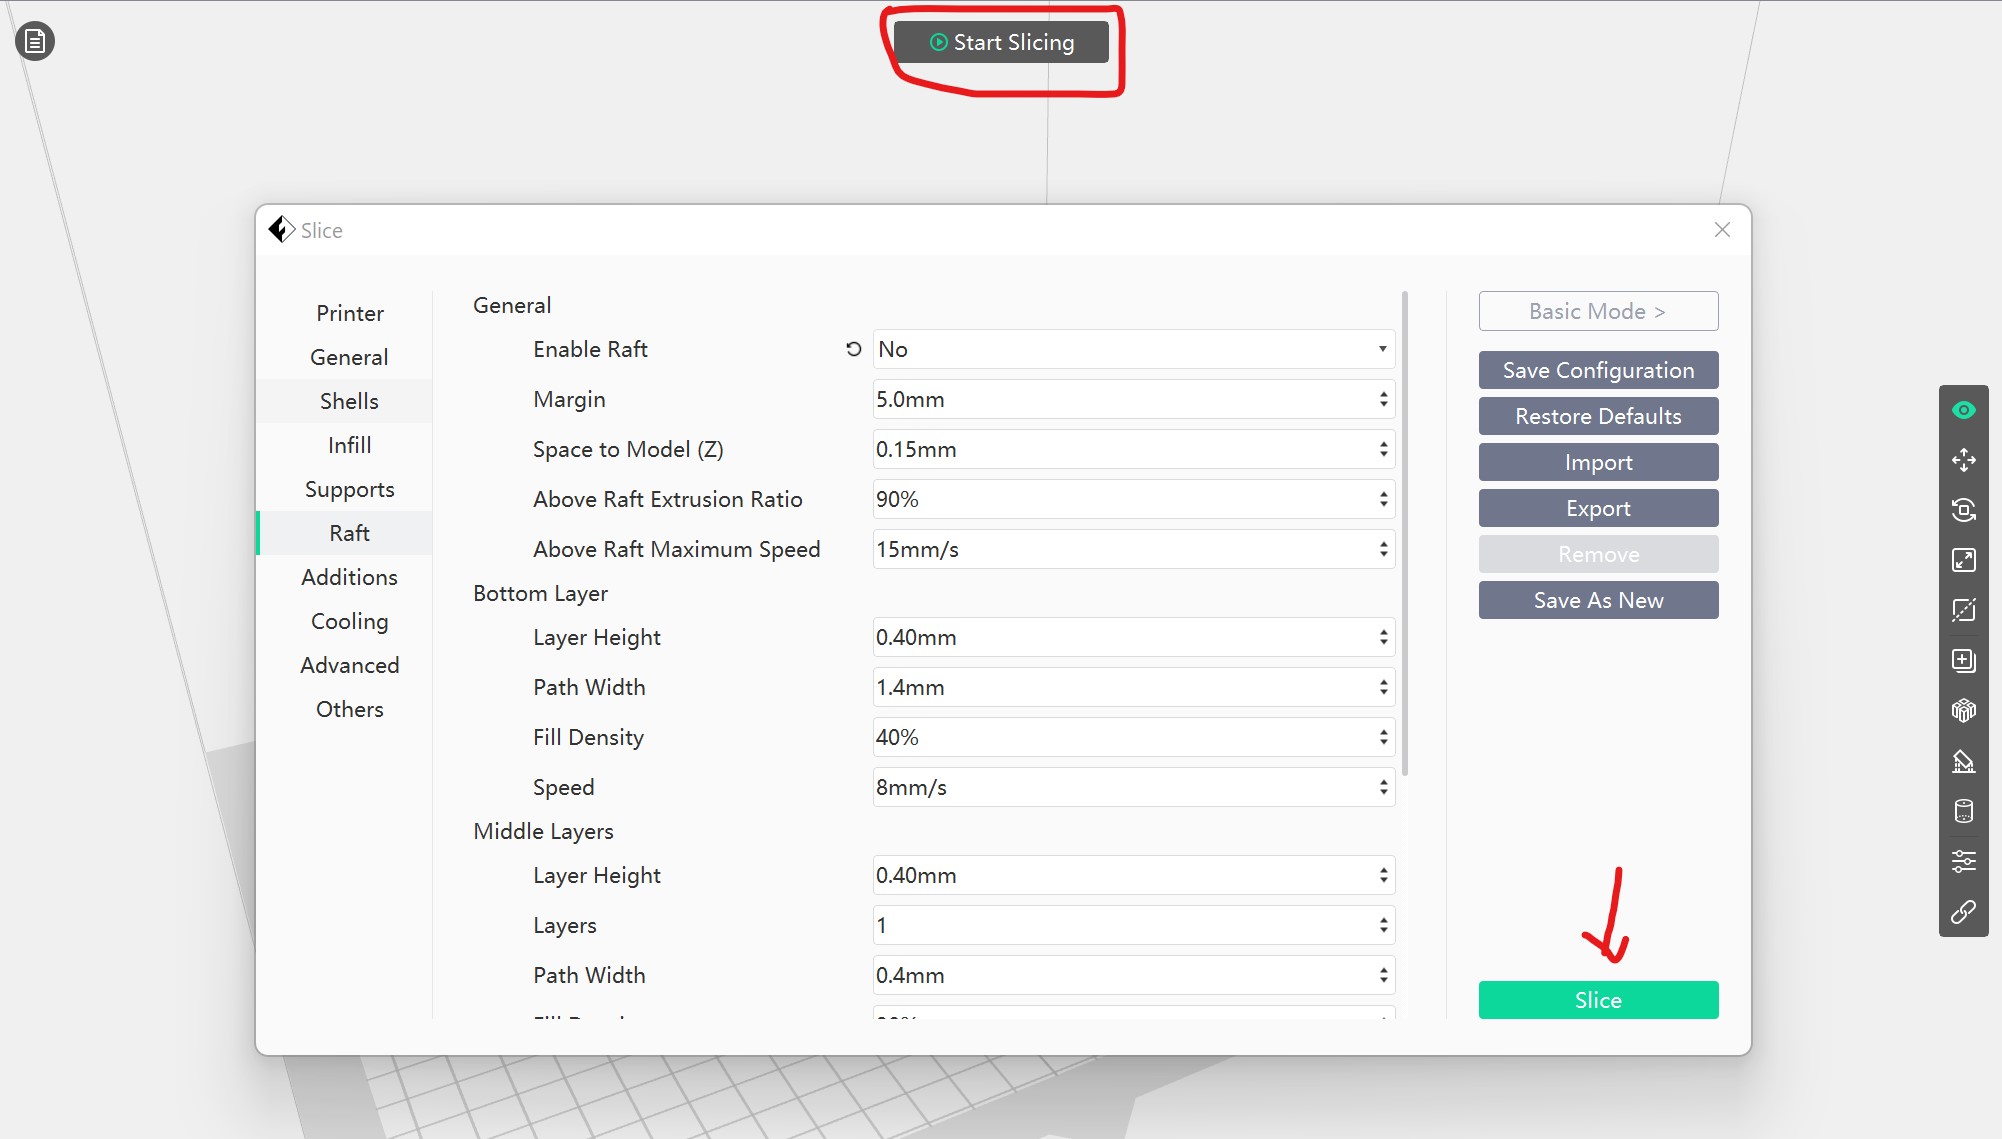 Start Slicing
Slice
Printer
General
Shells
Infill
Supports
Raft
Additions
Cooling
Advanced
Others
General
Enable Raft No
Margin 5.0mm
Space to Model (Z) 0.15mm
Above Raft Extrusion Ratio 90%
Above Raft Maximum Speed 15mm/s
Bottom Layer
Layer Height 0.40mm
Path Width 1.4mm
Fill Density 40%
Speed 8mm/s
Middle Layers
Layer Height 0.40mm
Layers 1
Path Width 0.4mm
Basic Mode >
Save Configuration
Restore Defaults
Import
Export
Remove
Save As New
Slice